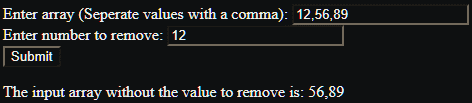 Enter array (Seperate values with a comma): 12,56,89
Enter number to remove: 12
Submit
The input array without the value to remove is: 56,89